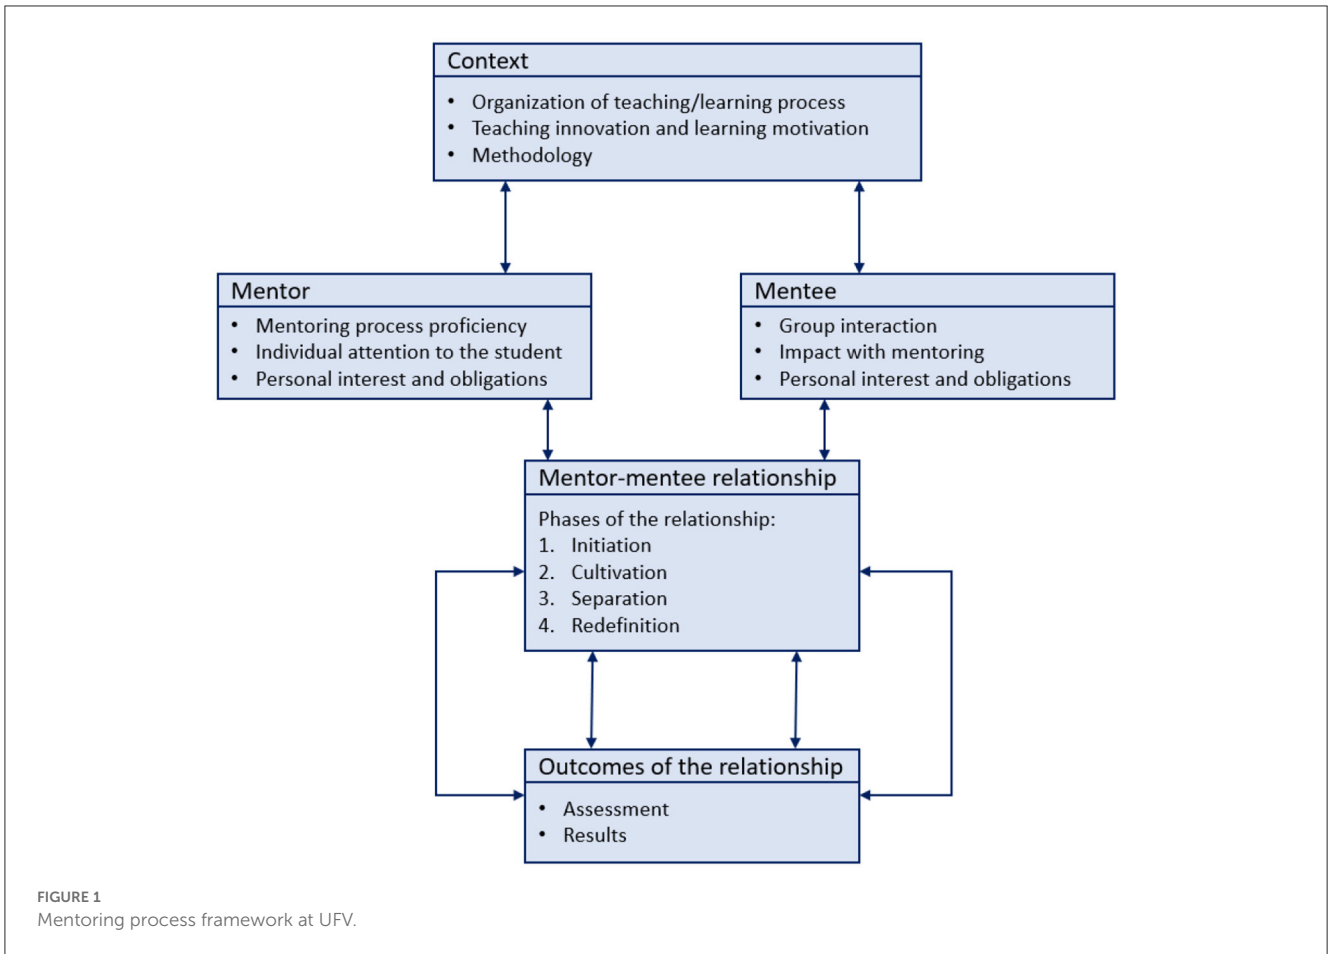 Context
• Organization of teaching/learning process
• Teaching innovation and learning motivation
• Methodology
Mentor
• Mentoring process proficiency
• Individual attention to the student
• Personal interest and obligations
Mentee
• Group interaction
• Impact with mentoring
• Personal interest and obligations
Mentor-mentee relationship
Phases of the relationship:
1. Initiation
2. Cultivation
3. Separation
4. Redefinition
Outcomes of the relationship
• Assessment
• Results
FIGURE 1
Mentoring process framework at UFV.